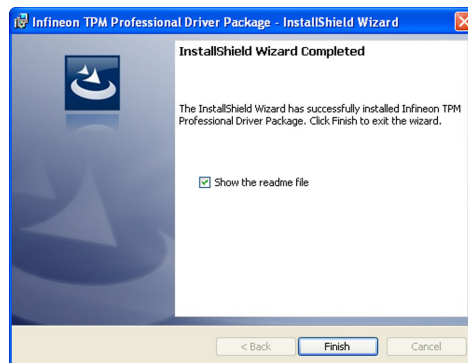 Infineon TPM Professional Driver Package - InstallShield Wizard
InstallShield Wizard Completed
The InstallShield Wizard has successfully installed Infineon TPM
Professional Driver Package. Click Finish to exit the wizard.
Show the readme file
< Back
Finish
Cancel